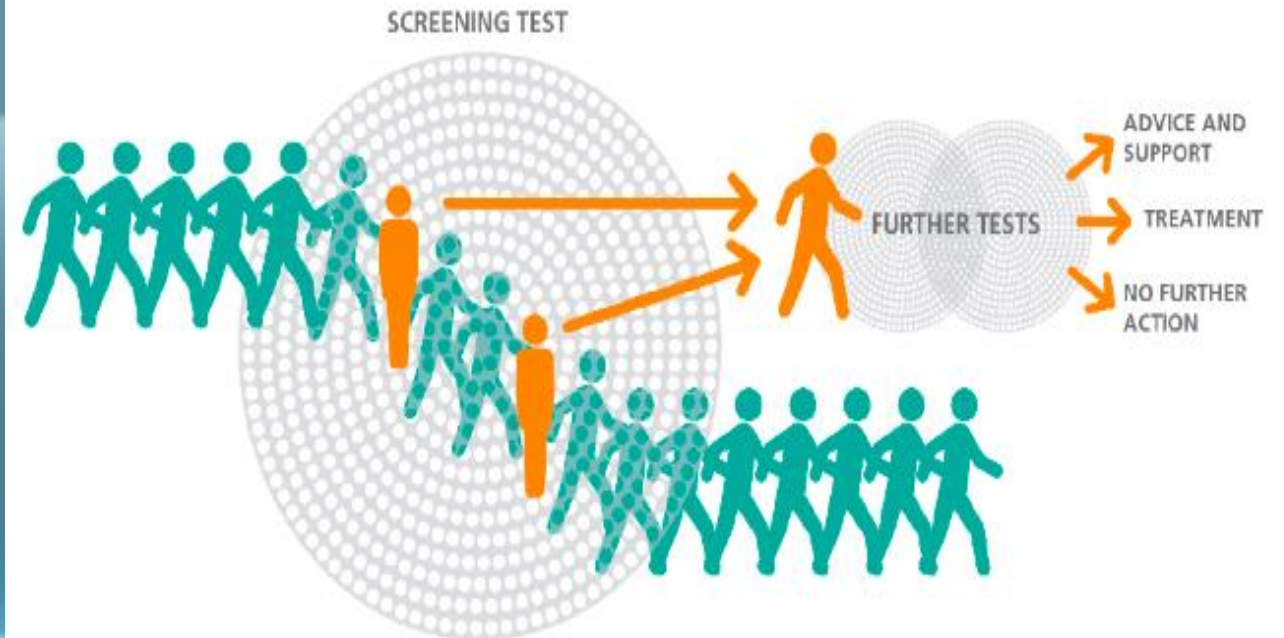 SCREENING TEST
FURTHER TESTS
ADVICE AND
SUPPORT
TREATMENT
NO FURTHER
ACTION